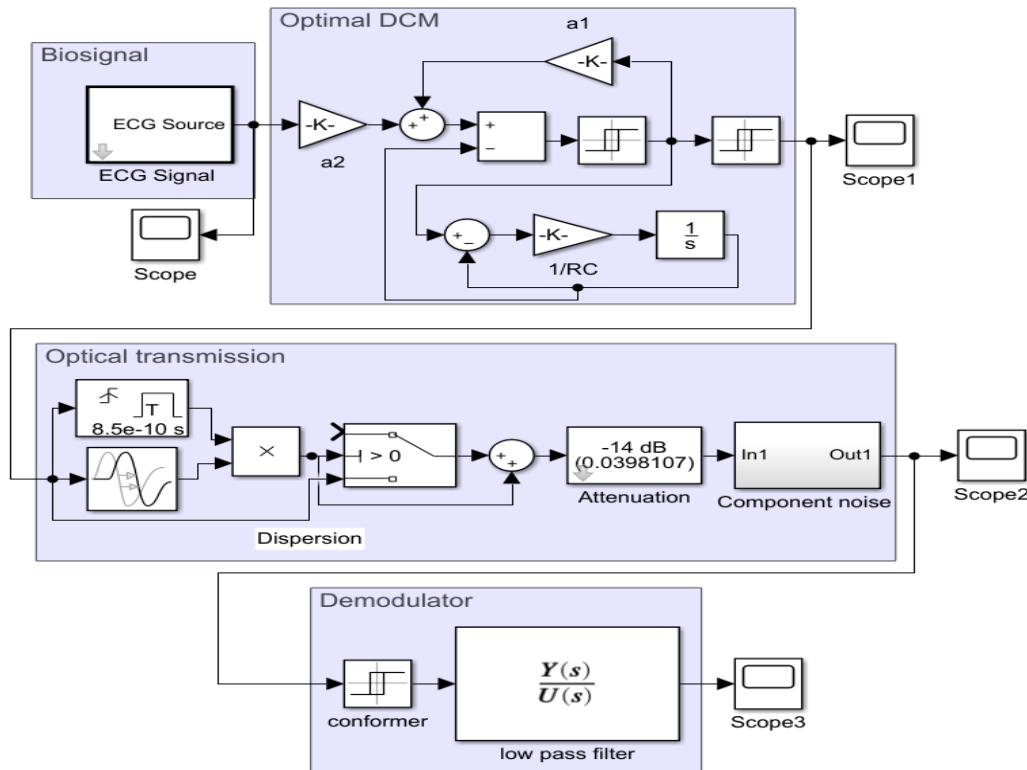 Optimal DCM
a1
-K-
Biosignal
ECG Source
ECG Signal
-K-
a2
+
+
+
−
Scope1
Scope
+
−
-K-
1/RC
1
s
Optical transmission
T
8.5e-10 s
×
> 0
+
+
-14 dB
(0.0398107)
Attenuation
In1
Out1
Component noise
Scope2
Dispersion
Demodulator
conformer
Y(s)
U(s)
low pass filter
Scope3